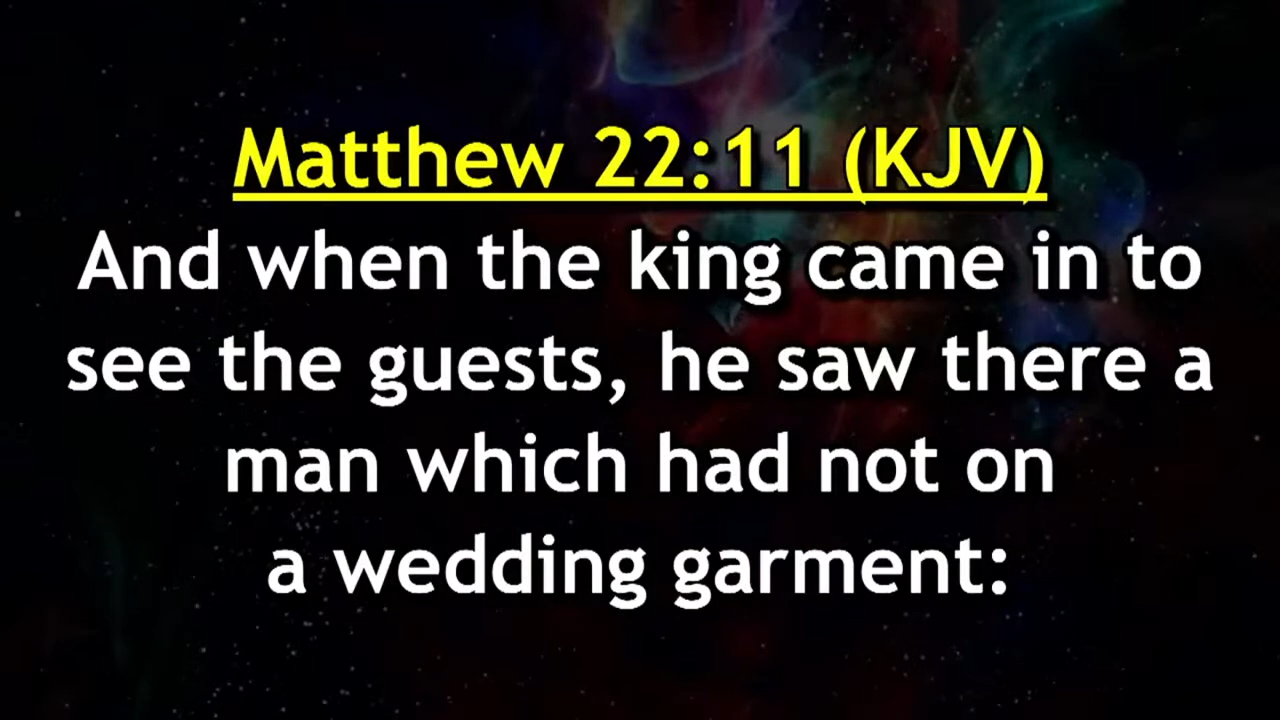 Matthew 22:11 (KJV)
And when the king came in to
see the guests, he saw there a
man which had not on
a wedding garment: